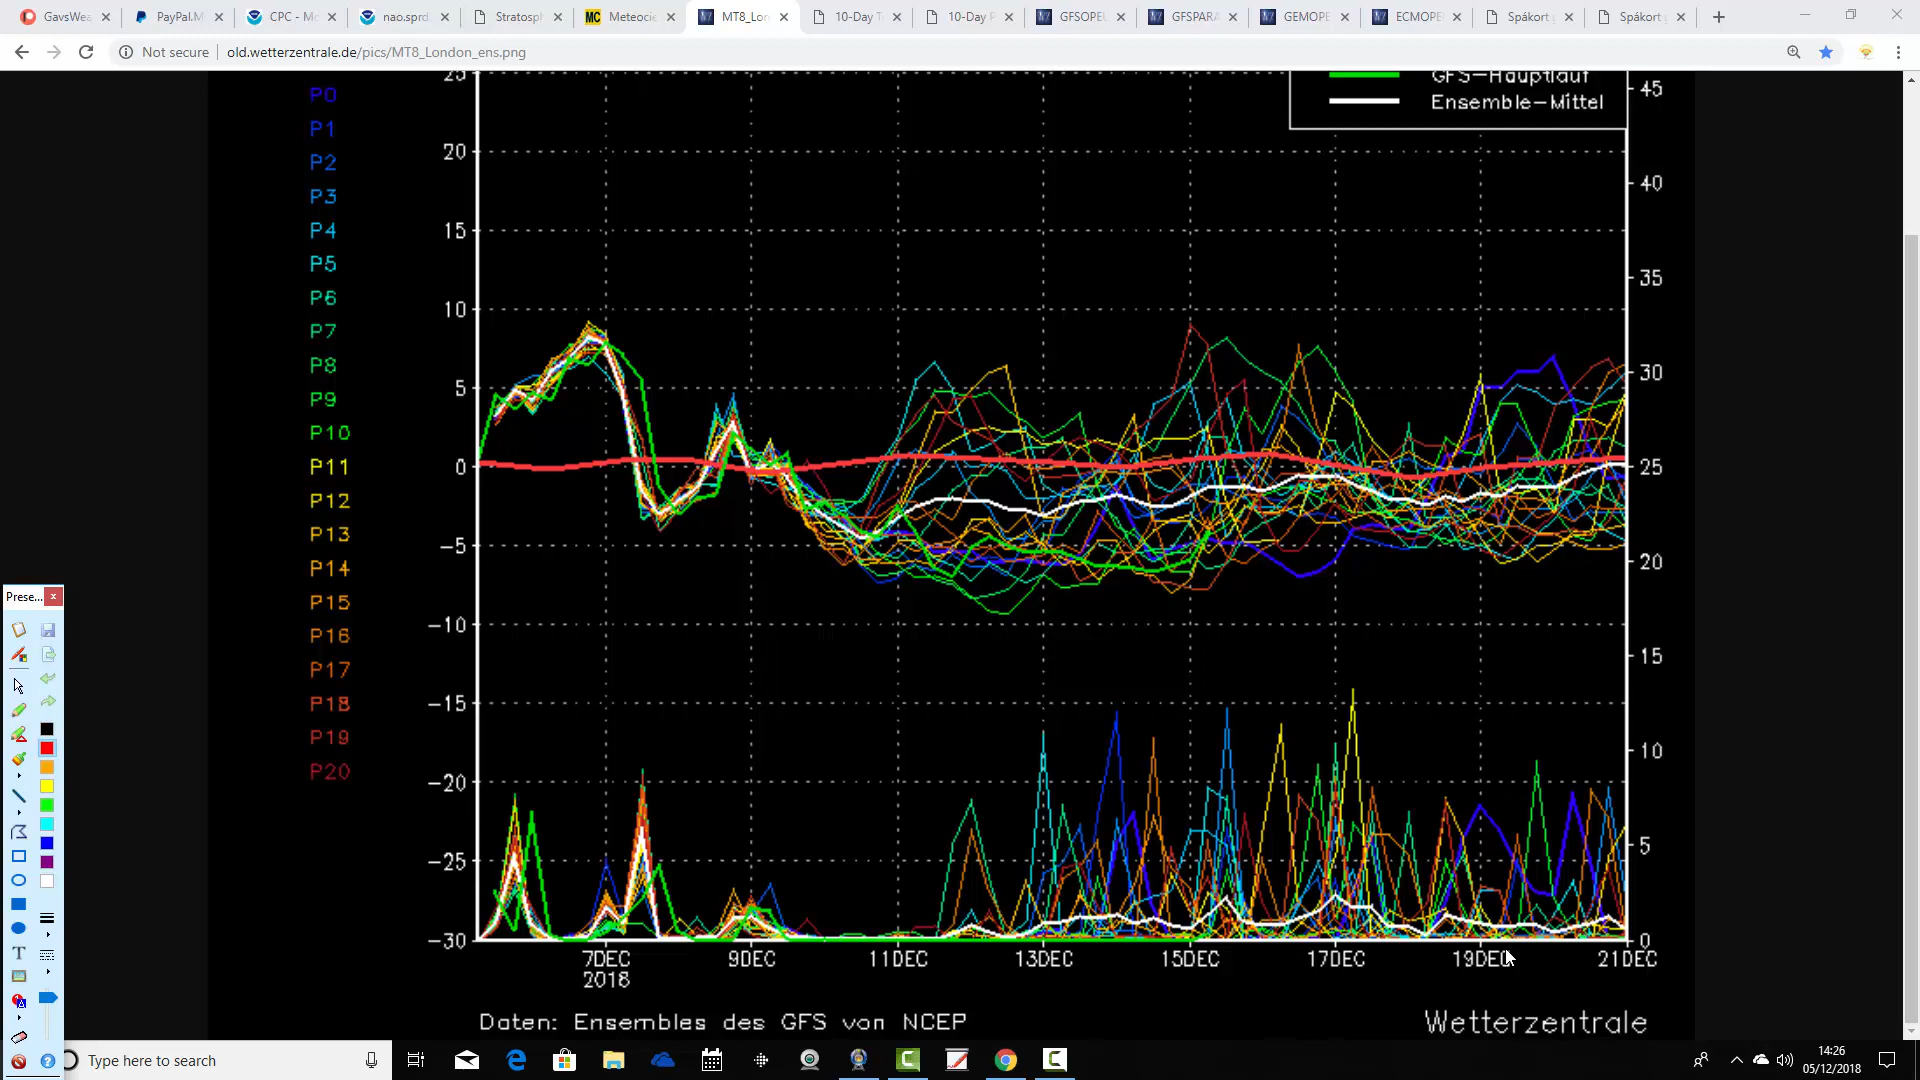 GavsWea
PayPal.M
CPC - Mo
nao.sprd
Stratosph
MC Meteocie
MT8_Lon
10-Day T
10-Day P
GFSOPEU
GFSPARA
GEMOPE
ECMOPE
Spákort
Spákort
Not secure | old.wetterzentrale.de/pics/MT8_London_ens.png
GFS-Hauptlauf
Ensemble-Mittel
P0
P1
P2
P3
P4
P5
P6
P7
P8
P9
P10
P11
P12
P13
P14
P15
P16
P17
P18
P19
P20
25
20
15
10
5
0
-5
-10
-15
-20
-25
-30
45
40
35
30
25
20
15
10
5
0
7DEC 9DEC 11DEC 13DEC 15DEC 17DEC 19DEC 21DEC
2018
Daten: Ensembles des GFS von NCEP
Wetterzentrale
Prese...
Type here to search
14:26
05/12/2018